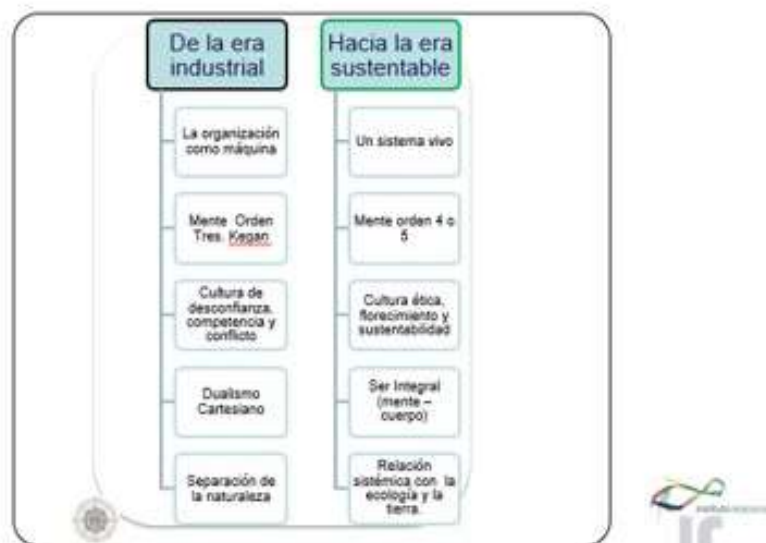 De la era
industrial
La organización
como máquina
Mente Orden
Tres. Kegan
Cultura de
desconfianza,
competencia y
conflicto
Dualismo
Cartesiano
Separación de
la naturaleza
Hacia la era
sustentable
Un sistema vivo
Mente orden 4 o
5
Cultura ética,
florecimiento y
sustentabilidad
Ser Integral
(mente –
cuerpo)
Relación
sistémica con la
ecología y la
tierra.